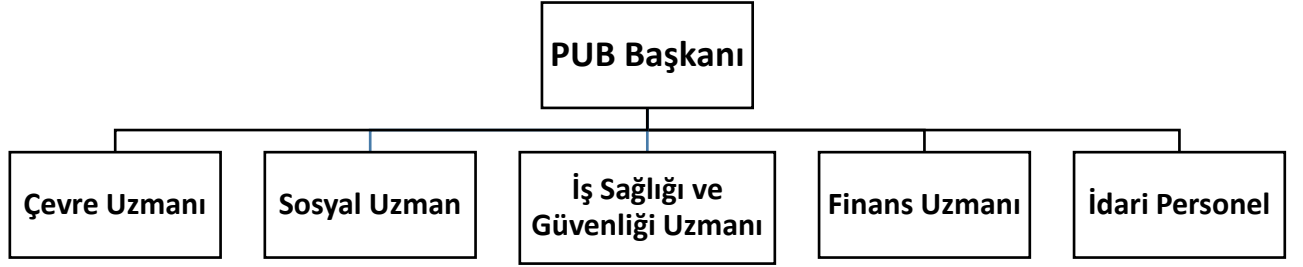 PUB Başkanı
Çevre Uzmanı
Sosyal Uzman
İş Sağlığı ve
Güvenliği Uzmanı
Finans Uzmanı
İdari Personel